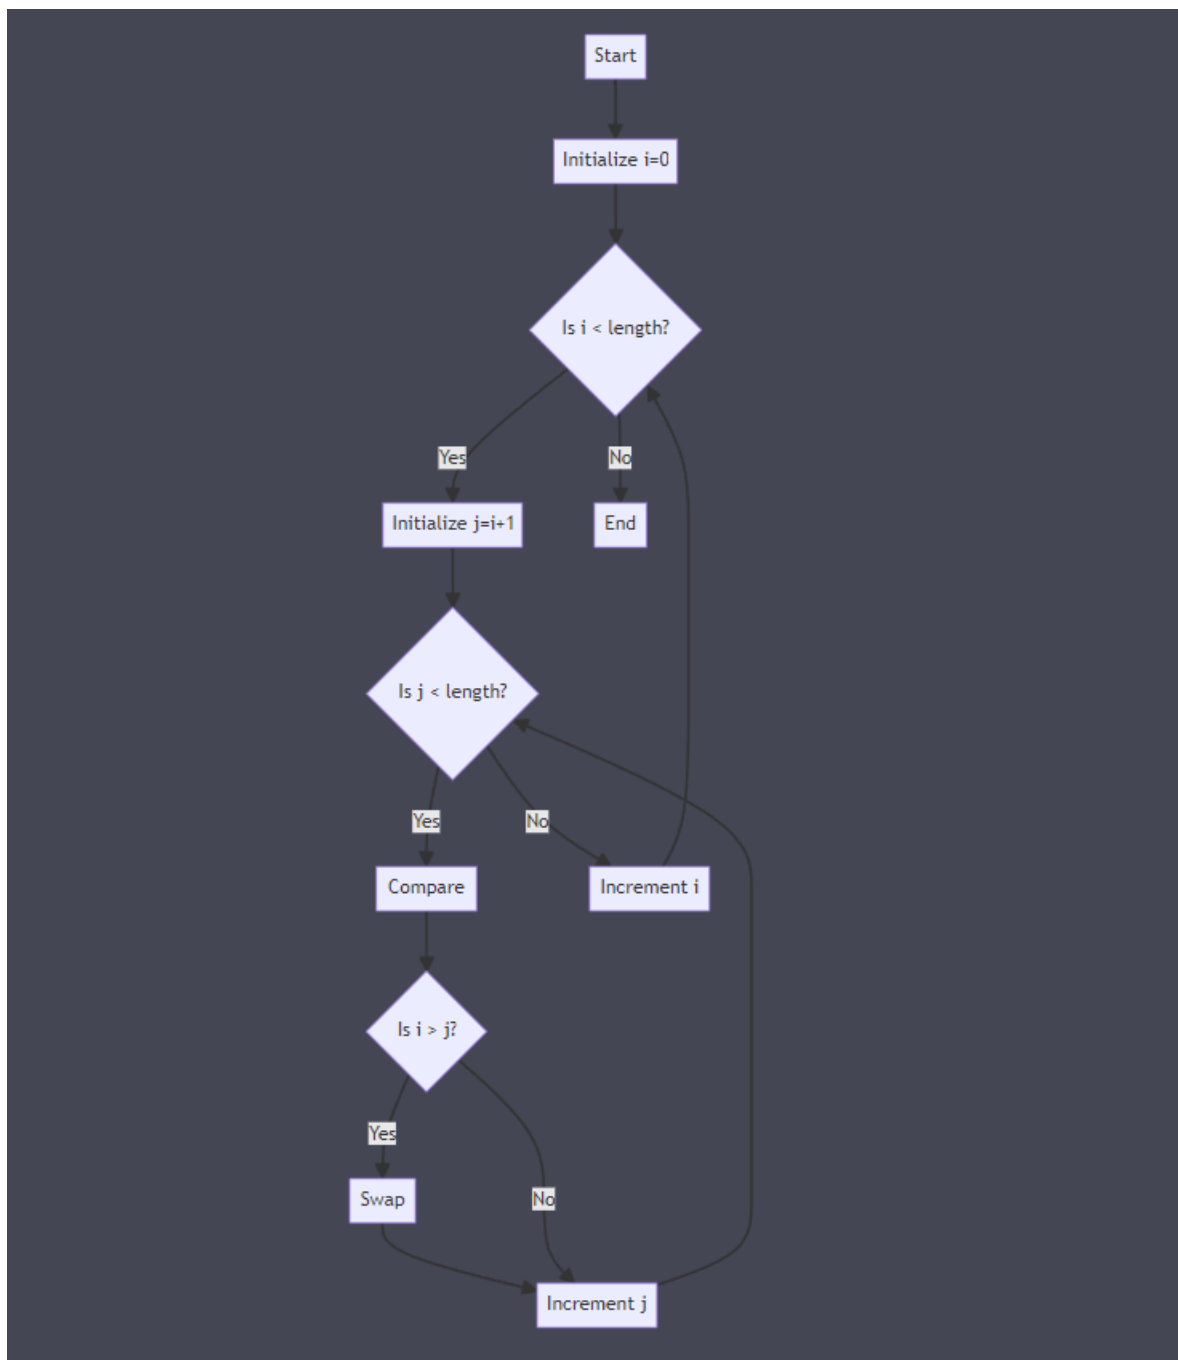 Start
Initialize i=0
Is i < length?
Yes
No
Initialize j=i+1
End
Is j < length?
Yes
No
Compare
Increment i
Is i > j?
Yes
Swap
No
Increment j